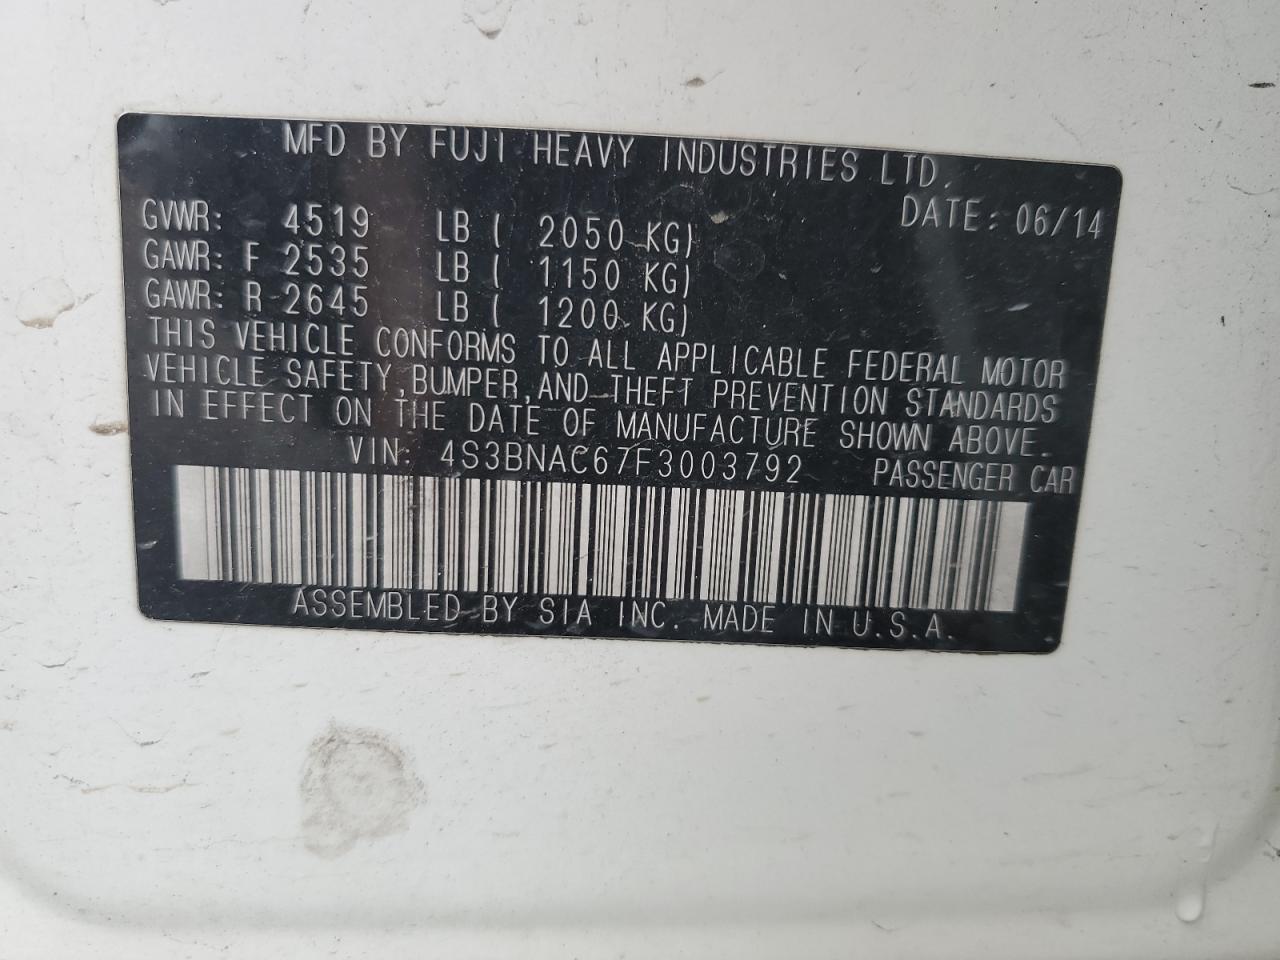 MFD BY FUJI HEAVY INDUSTRIES LTD.
DATE: 06/14
GVWR: 4519 LB ( 2050 KG)
GAWR: F 2535 LB ( 1150 KG)
GAWR: R 2645 LB ( 1200 KG)
THIS VEHICLE CONFORMS TO ALL APPLICABLE FEDERAL MOTOR
VEHICLE SAFETY, BUMPER, AND THEFT PREVENTION STANDARDS
IN EFFECT ON THE DATE OF MANUFACTURE SHOWN ABOVE.
VIN: 4S3BNAC67F3003792 PASSENGER CAR
ASSEMBLED BY SIA INC. MADE IN U.S.A.